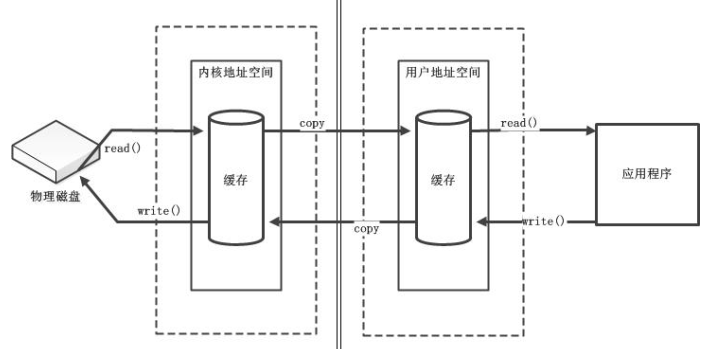 内核地址空间
用户地址空间
copy
read()
read()
缓存
缓存
应用程序
物理磁盘
write()
copy
write()